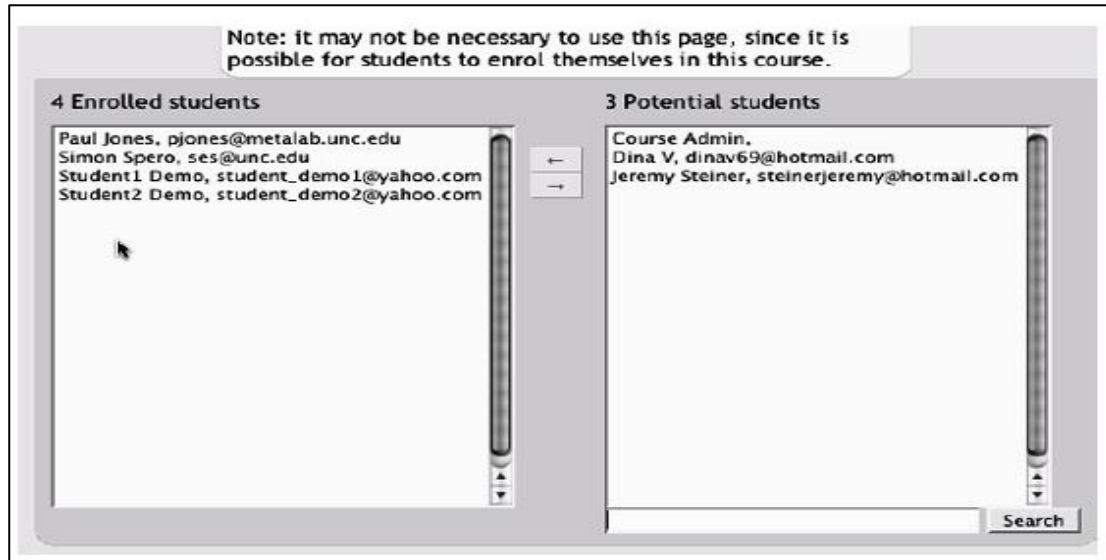 Note: it may not be necessary to use this page, since it is
possible for students to enrol themselves in this course.
4 Enrolled students
Paul Jones, pjones@metalab.unc.edu
Simon Spero, ses@unc.edu
Student1 Demo, student_demo1@yahoo.com
Student2 Demo, student_demo2@yahoo.com
←
→
3 Potential students
Course Admin,
Dina V, dinav69@hotmail.com
Jeremy Steiner, steinerjeremy@hotmail.com
Search